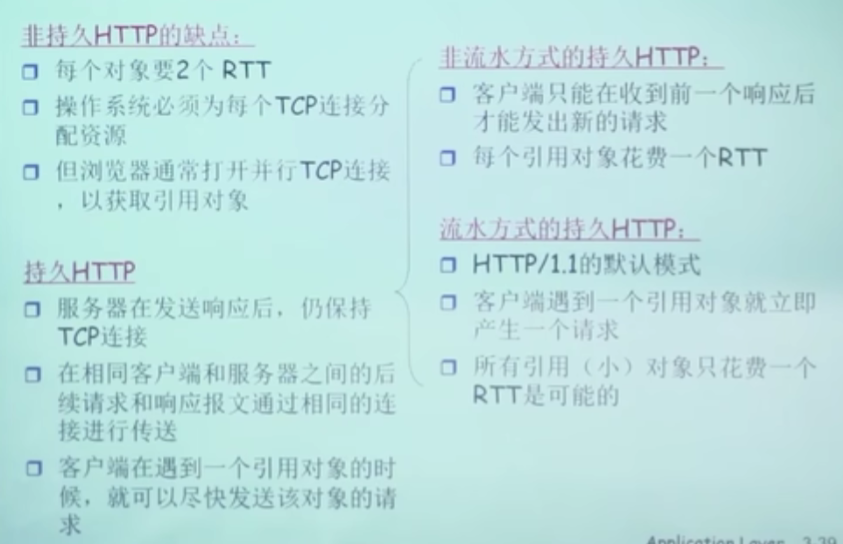 非持久HTTP的缺点：
每个对象要2个 RTT
操作系统必须为每个TCP连接分
配资源
但浏览器通常打开并行TCP连接
，以获取引用对象
持久HTTP
服务器在发送响应后，仍保持
TCP连接
在相同客户端和服务器之间的后
续请求和响应报文通过相同的连
接进行传送
客户端在遇到一个引用对象的时
候，就可以尽快发送该对象的请
求
非流水方式的持久HTTP：
客户端只能在收到前一个响应后
才能发出新的请求
每个引用对象花费一个RTT
流水方式的持久HTTP：
HTTP/1.1的默认模式
客户端遇到一个引用对象就立即
产生一个请求
所有引用（小）对象只花费一个
RTT是可能的
Application Layer